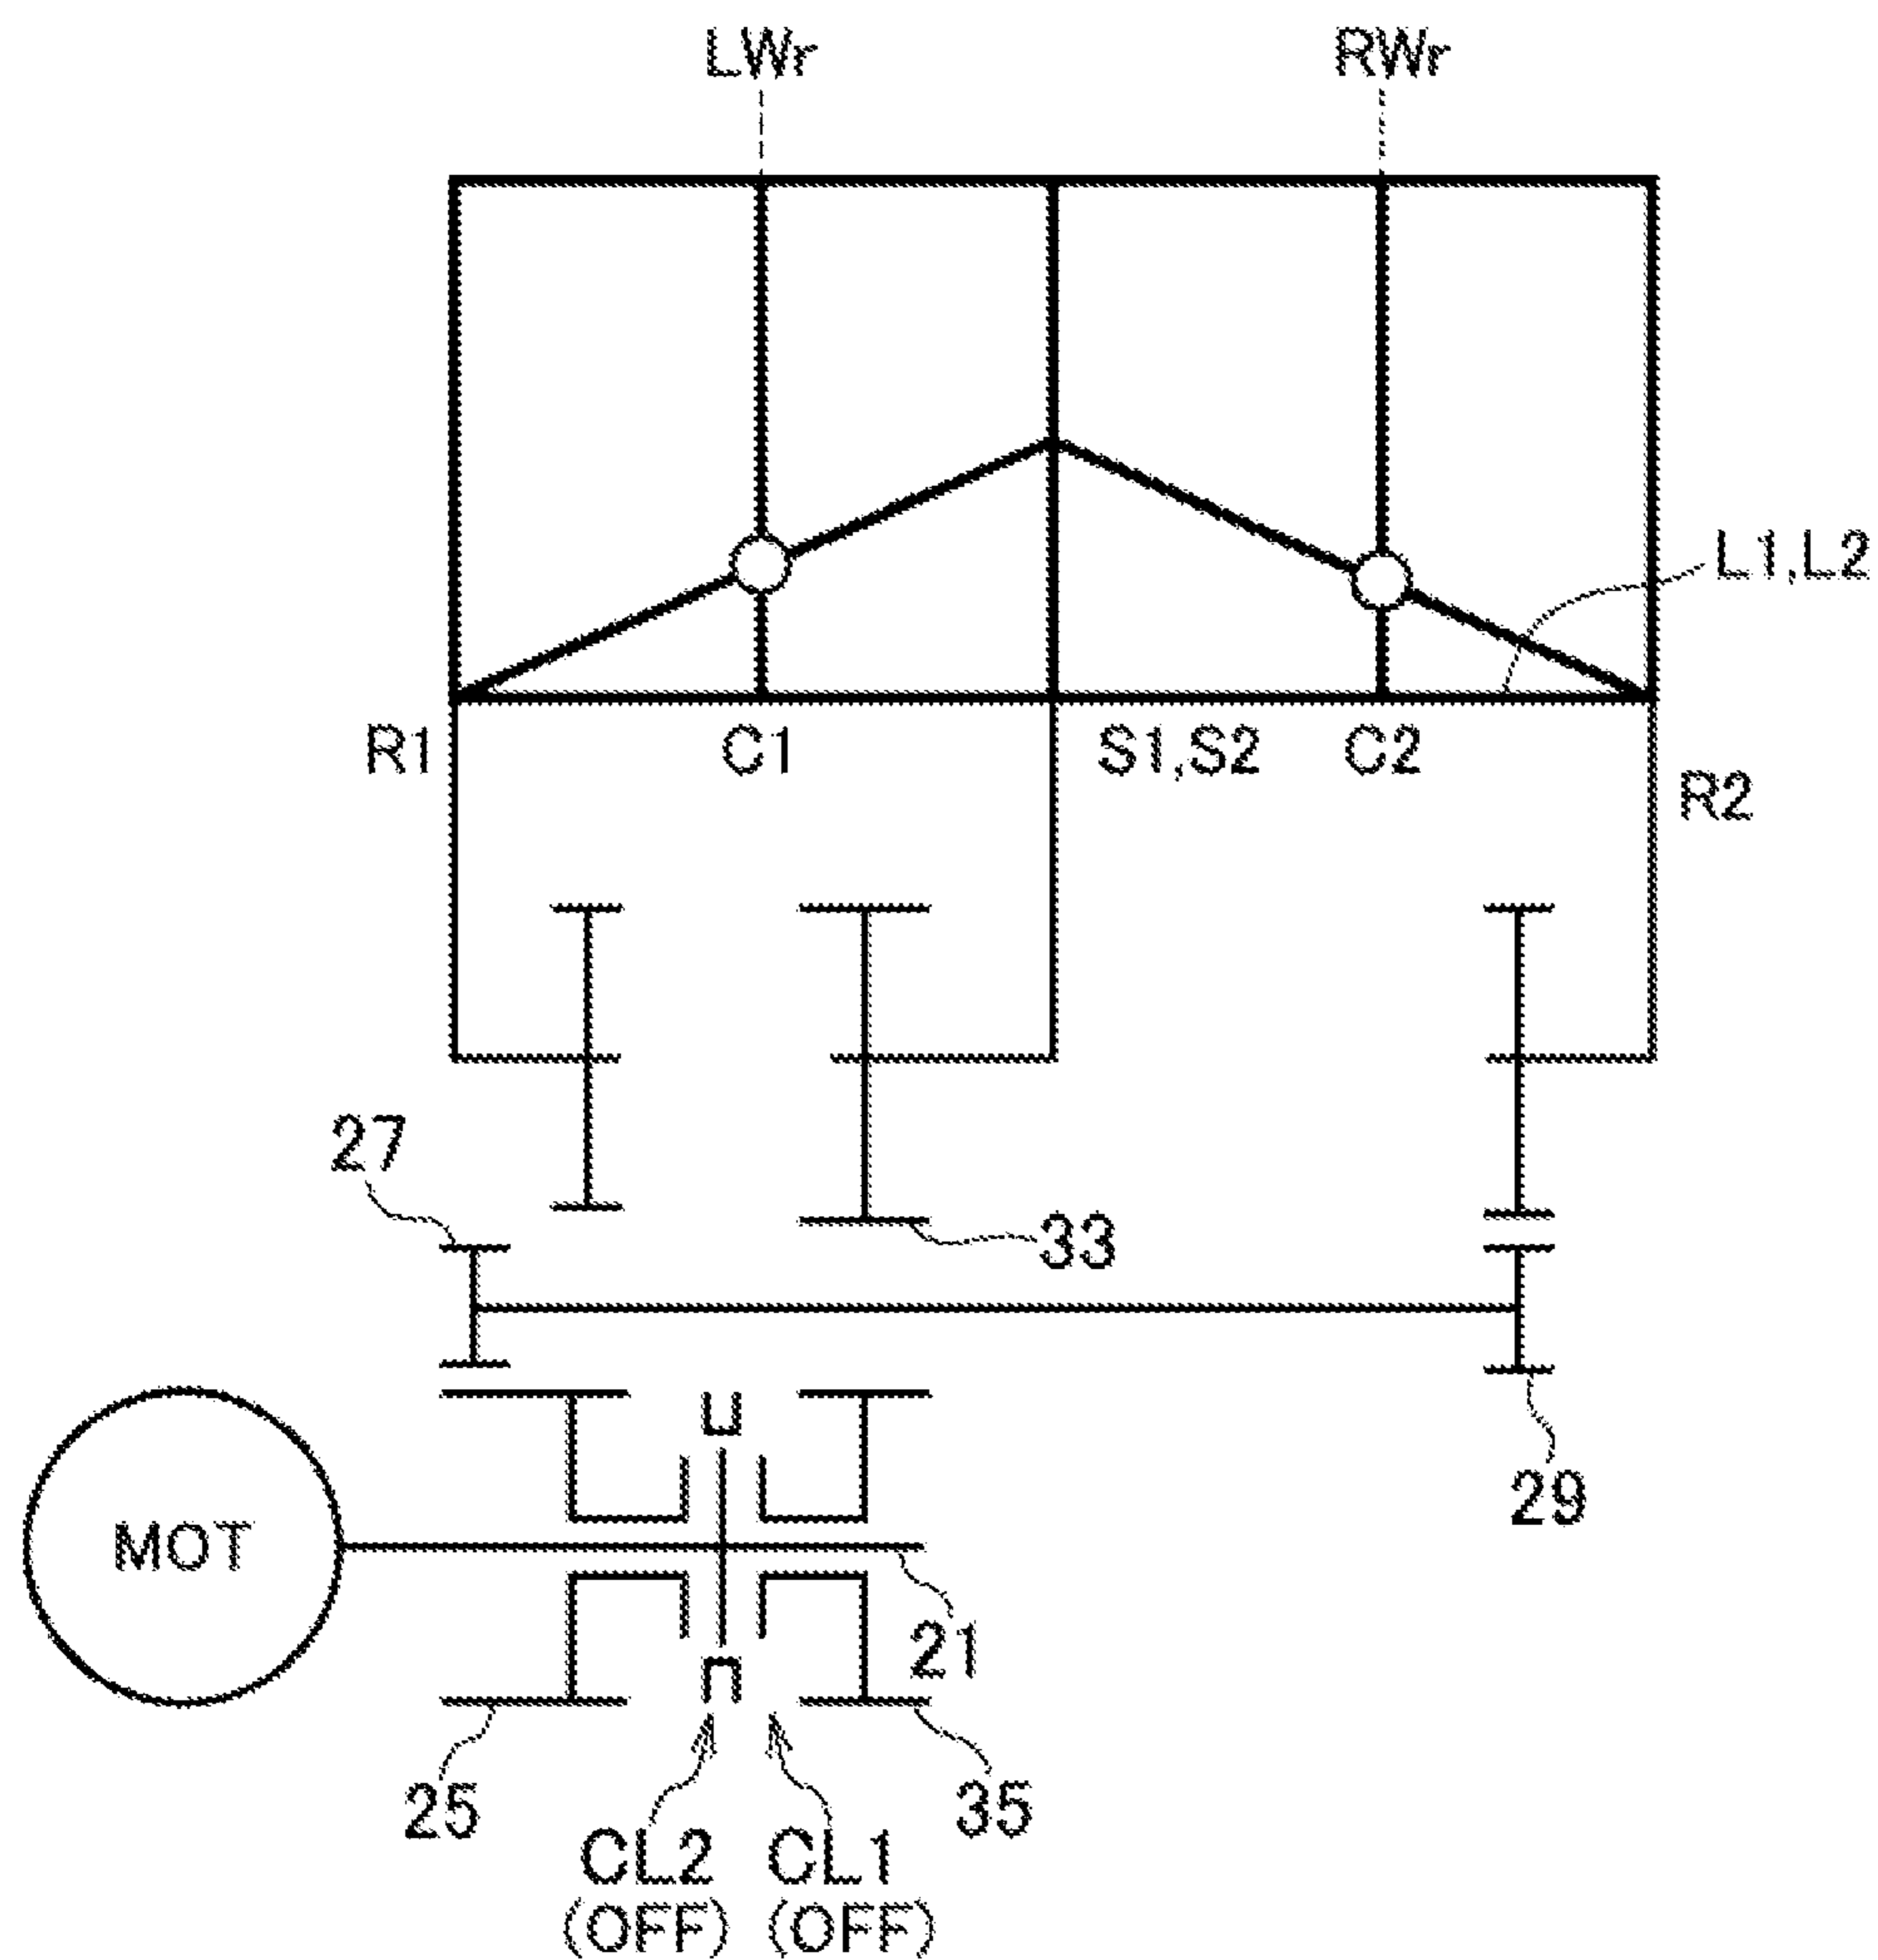 LWr RWr
L1,L2
R1 C1 S1,S2 C2
R2
27
33
29
MOT
21
25 35
CL2 CL1
(OFF) (OFF)